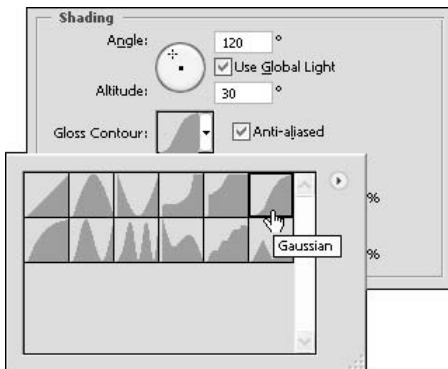 Shading
Angle: 120 °
Use Global Light
Altitude: 30 °
Gloss Contour: Anti-aliased
%
Gaussian
%